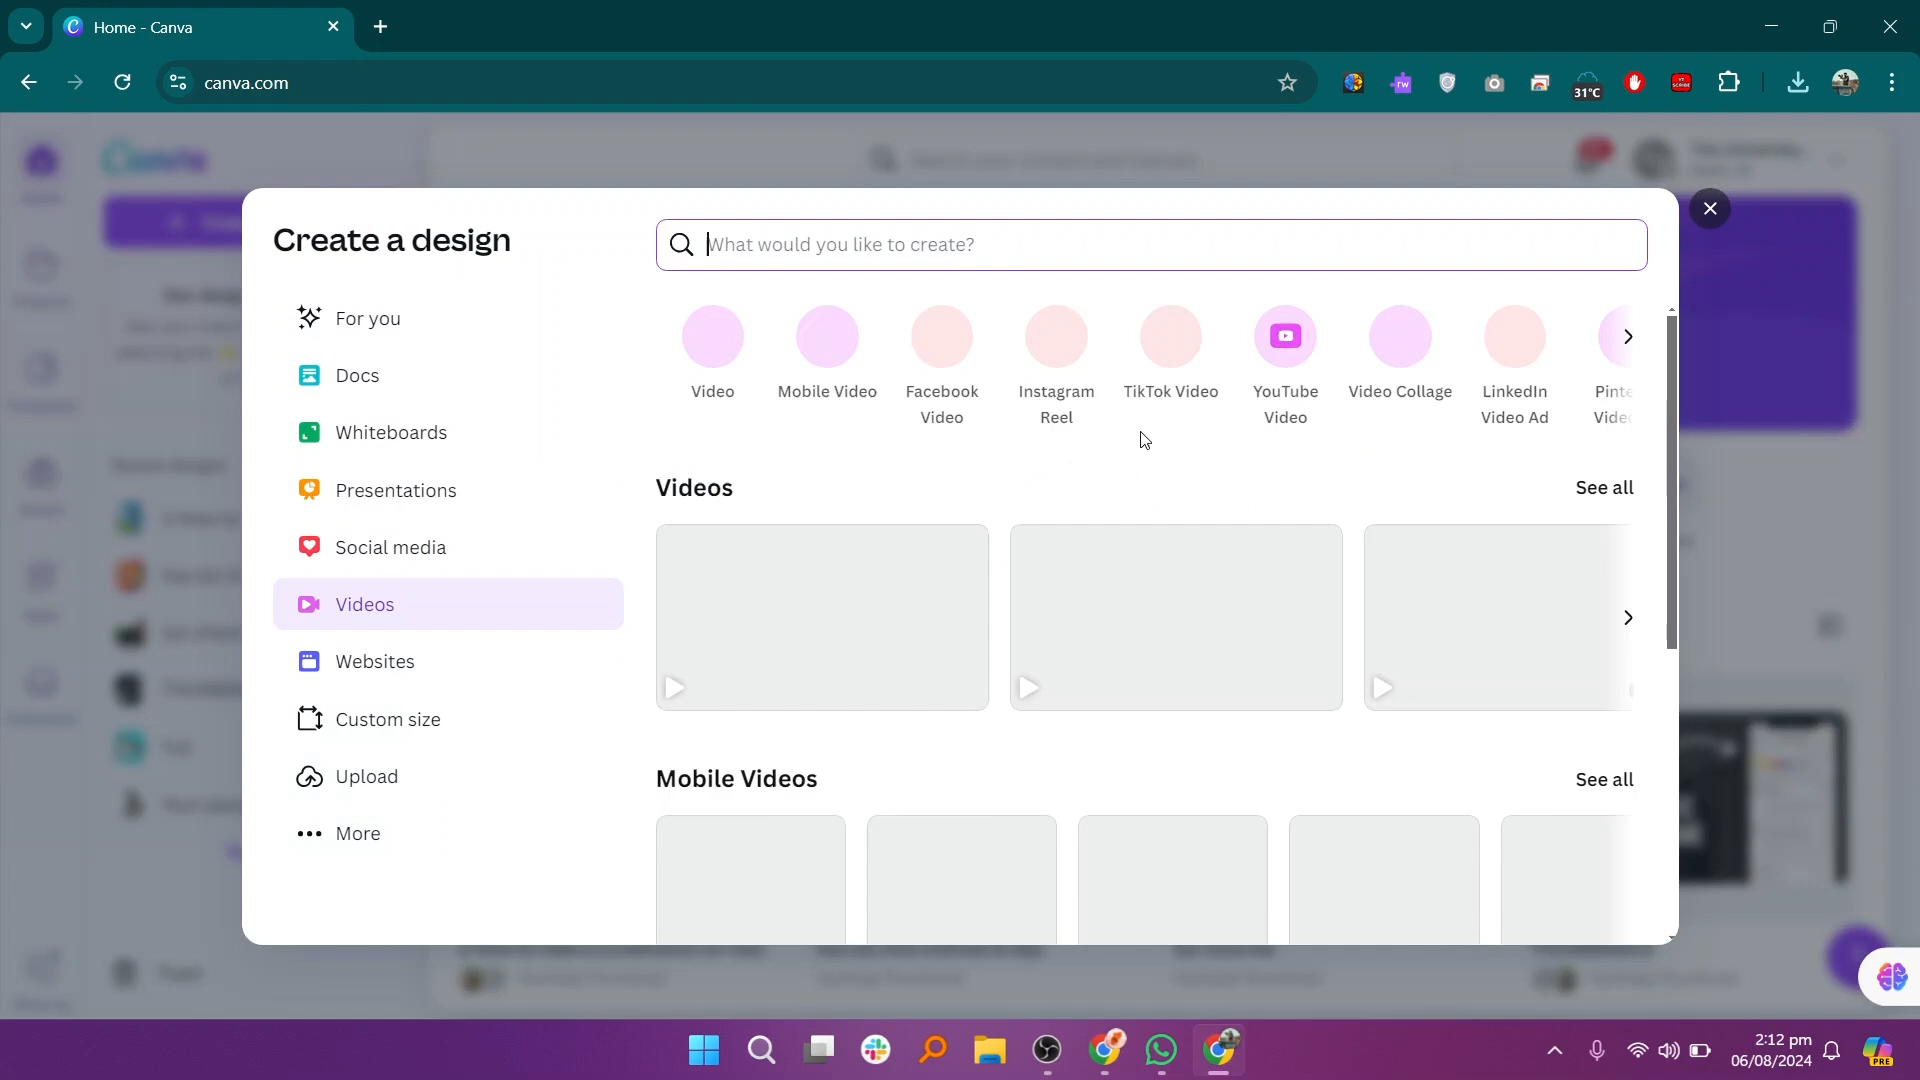 Home - Canva
canva.com
31°C
Canva
Create a design
What would you like to create?
For you
Docs
Whiteboards
Presentations
Social media
Videos
Websites
Custom size
Upload
More
Video
Mobile Video
Facebook
Video
Instagram
Reel
TikTok Video
YouTube
Video
Video Collage
LinkedIn
Video Ad
Videos
See all
Mobile Videos
See all
2:12 pm
06/08/2024
PRE